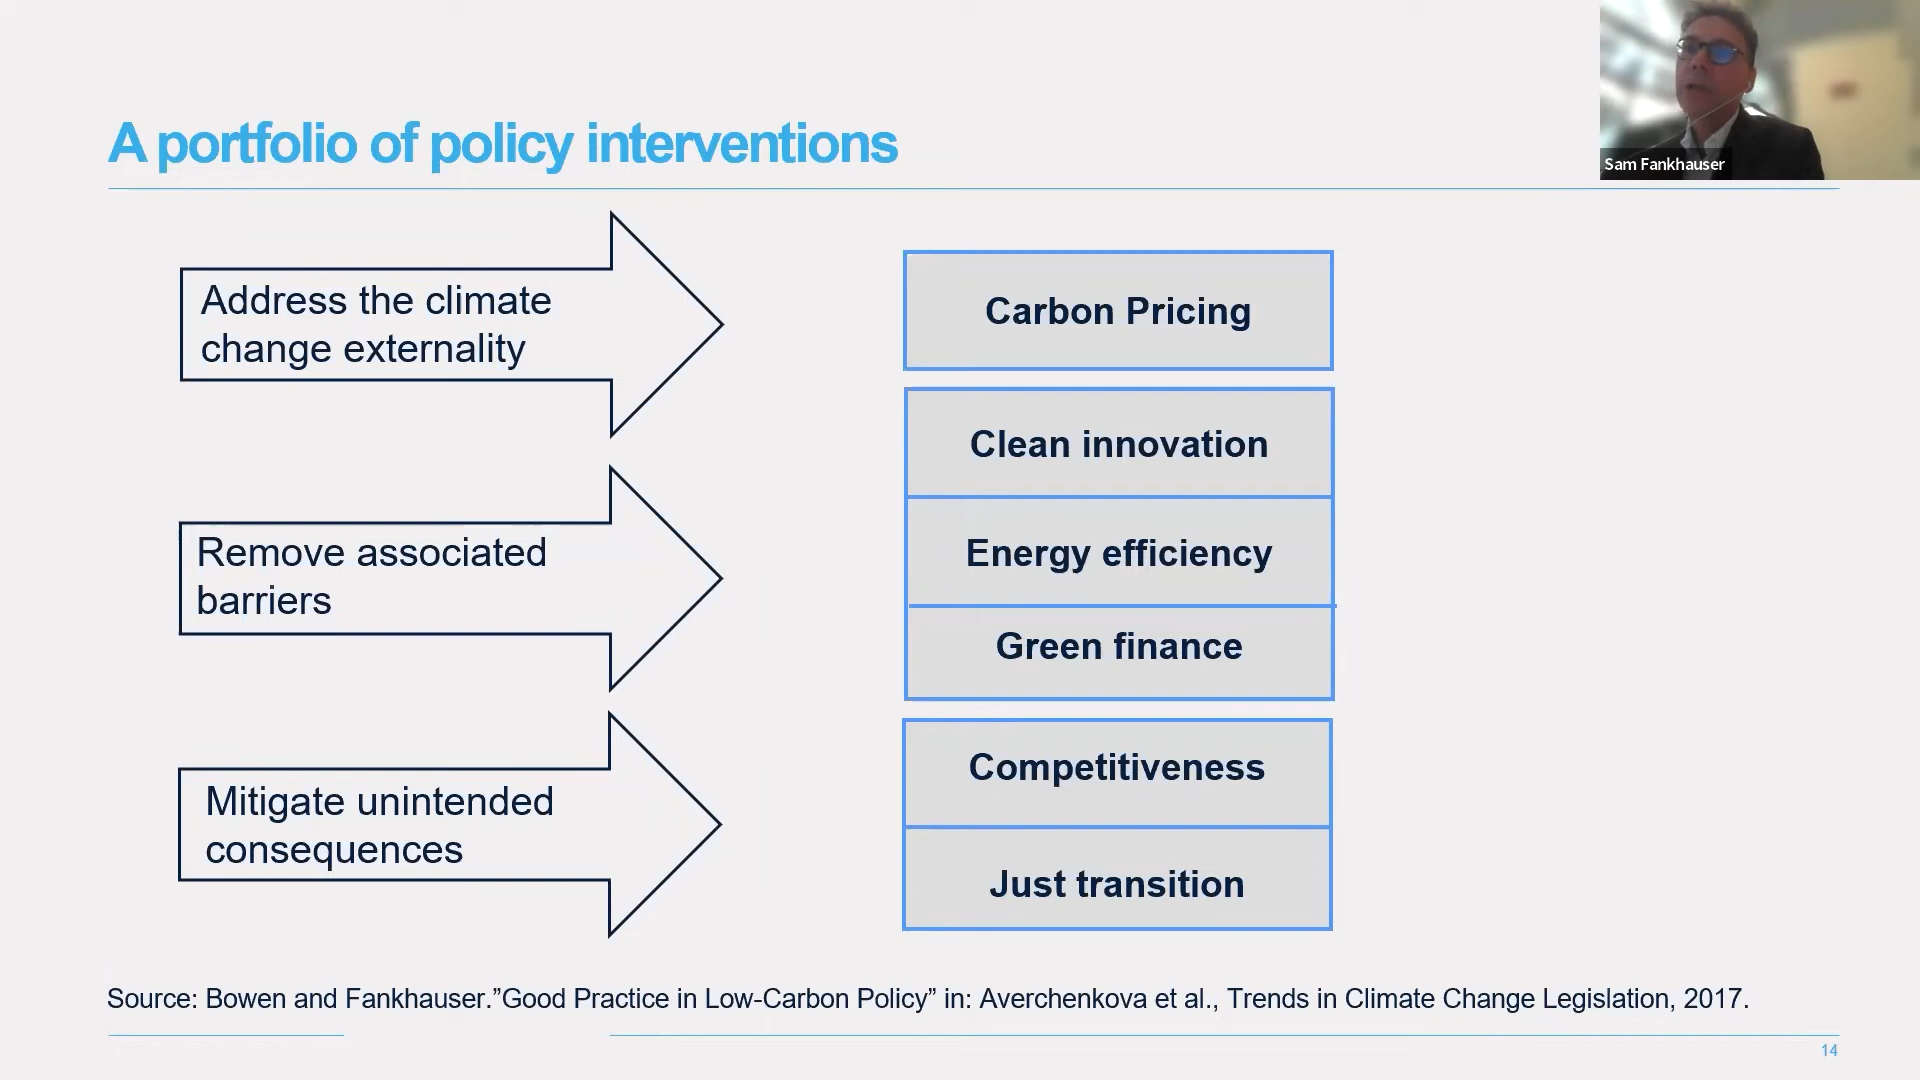 A portfolio of policy interventions
Sam Fankhauser
Address the climate
change externality
Carbon Pricing
Clean innovation
Remove associated
barriers
Energy efficiency
Green finance
Mitigate unintended
consequences
Competitiveness
Just transition
Source: Bowen and Fankhauser.”Good Practice in Low-Carbon Policy” in: Averchenkova et al., Trends in Climate Change Legislation, 2017.
14